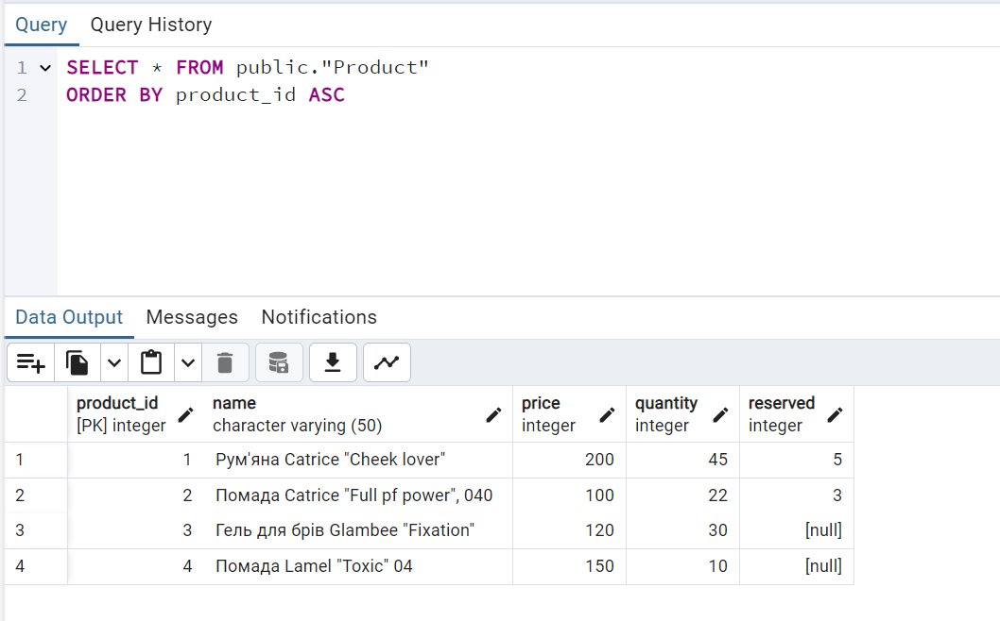 Query Query History
1 SELECT * FROM public."Product"
2 ORDER BY product_id ASC
Data Output Messages Notifications
product_id name price quantity reserved
[PK] integer character varying (50) integer integer integer
1 1 Рум'яна Catrice "Cheek lover" 200 45 5
2 2 Помада Catrice "Full pf power", 040 100 22 3
3 3 Гель для брів Glambee "Fixation" 120 30 [null]
4 4 Помада Lamel "Toxic" 04 150 10 [null]